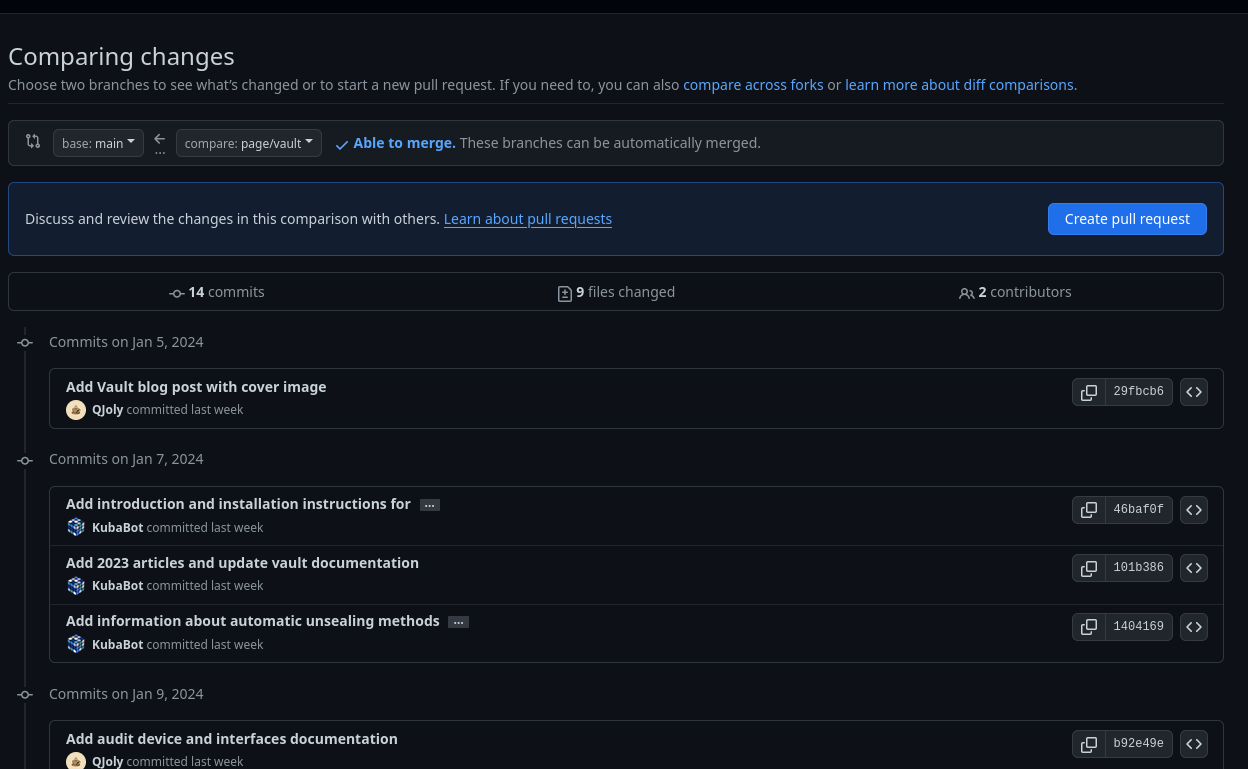 Comparing changes
Choose two branches to see what's changed or to start a new pull request. If you need to, you can also compare across forks or learn more about diff comparisons.
base: main ... compare: page/vault Able to merge. These branches can be automatically merged.
Discuss and review the changes in this comparison with others. Learn about pull requests Create pull request
14 commits 9 files changed 2 contributors
Commits on Jan 5, 2024
Add Vault blog post with cover image 29fbcb6
QJoly committed last week
Commits on Jan 7, 2024
Add introduction and installation instructions for ... 46baf0f
KubaBot committed last week
Add 2023 articles and update vault documentation 101b386
KubaBot committed last week
Add information about automatic unsealing methods ... 1404169
KubaBot committed last week
Commits on Jan 9, 2024
Add audit device and interfaces documentation b92e49e
QJoly committed last week